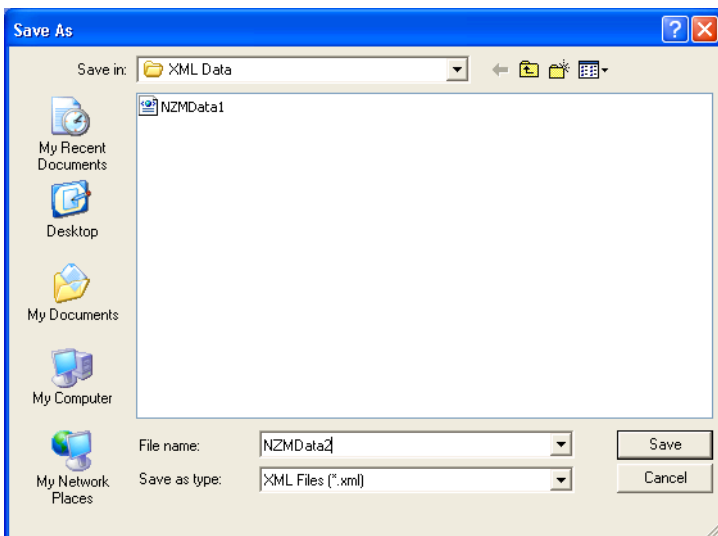 Save As
Save in:
XML Data
NZMData1
My Recent
Documents
Desktop
My Documents
My Computer
My Network
Places
File name:
NZMData2
Save
Save as type:
XML Files (*.xml)
Cancel